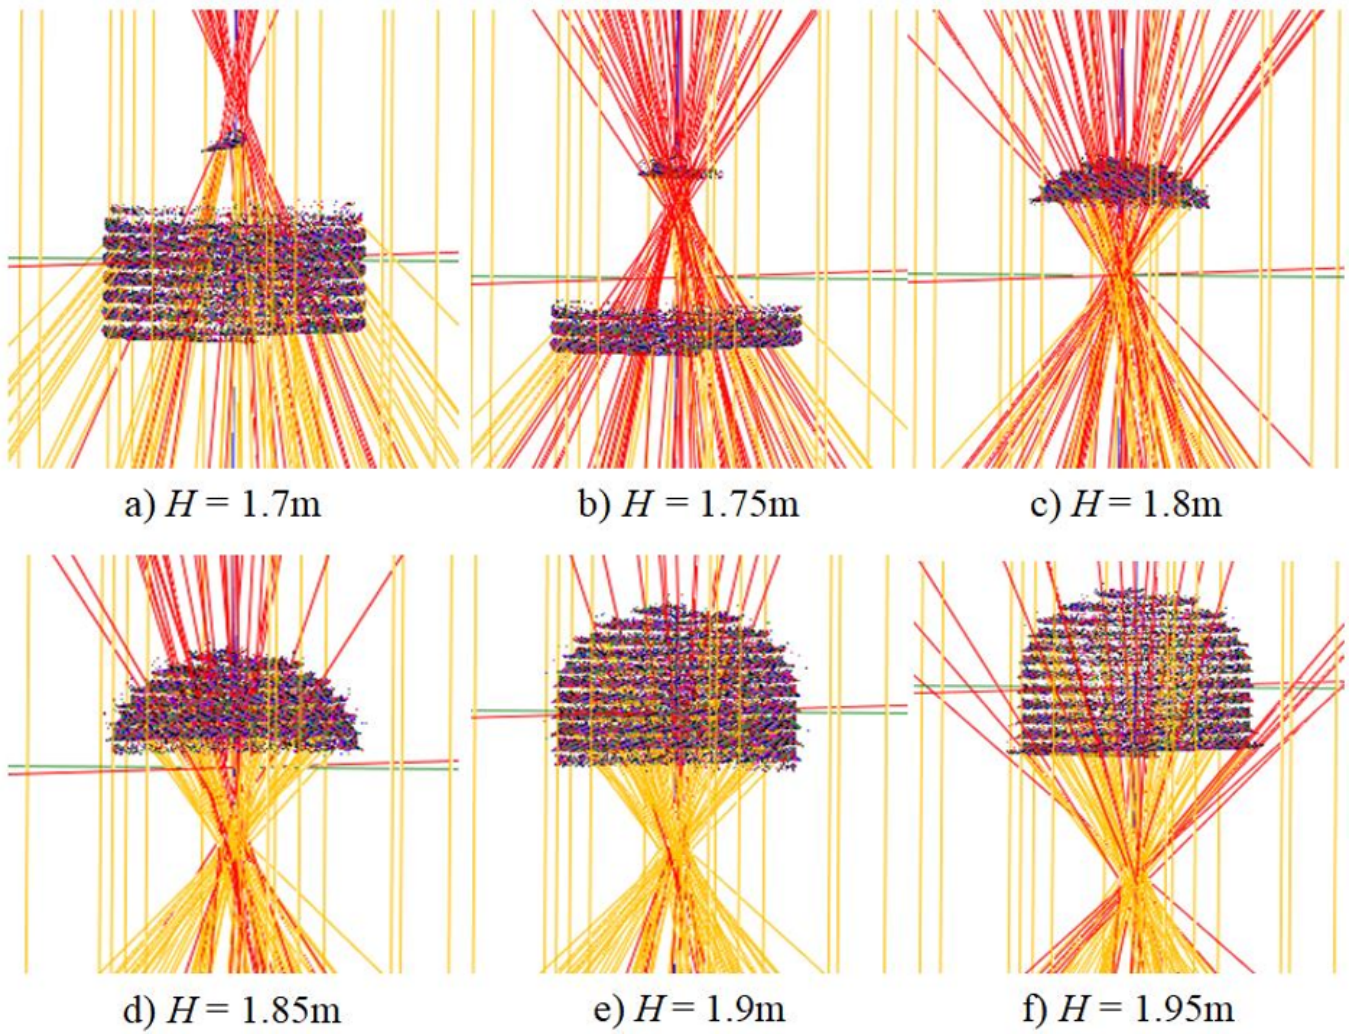 a) H = 1.7m
b) H = 1.75m
c) H = 1.8m
d) H = 1.85m
e) H = 1.9m
f) H = 1.95m